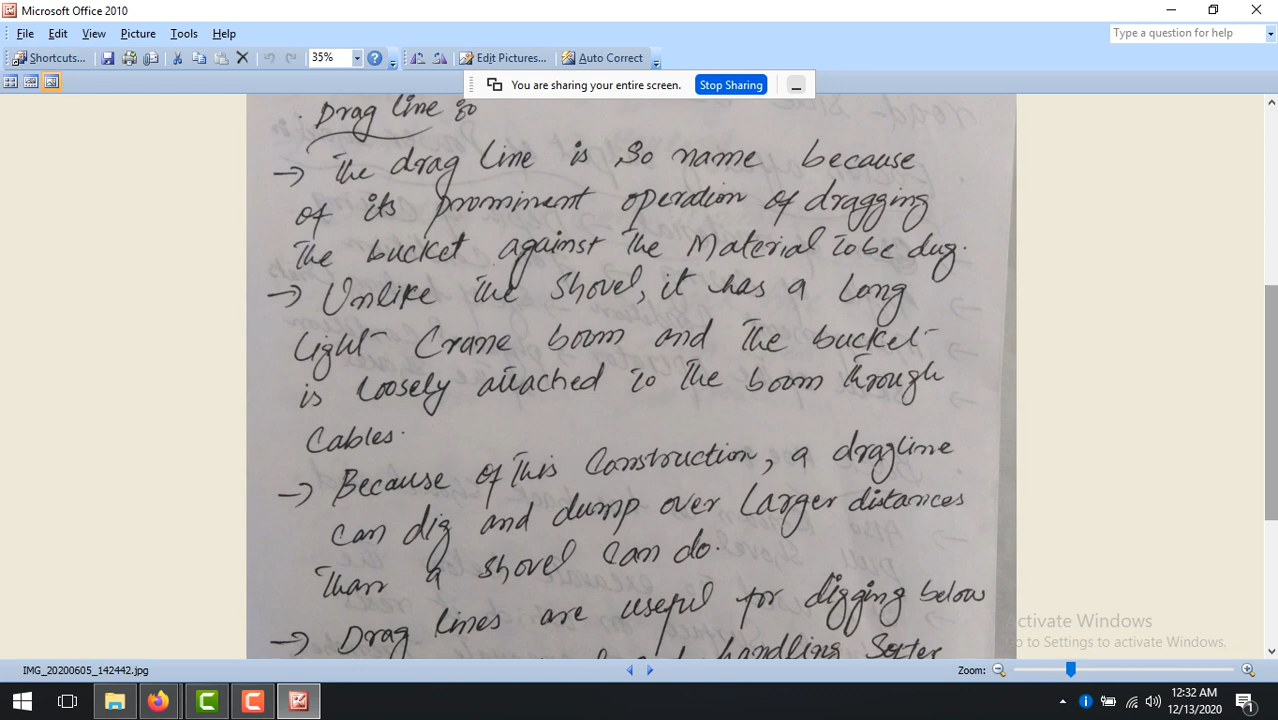 Microsoft Office 2010
File Edit View Picture Tools Help
Type a question for help
Shortcuts... 35% Edit Pictures... Auto Correct
You are sharing your entire screen. Stop Sharing
Drag line
→ The drag line is so name because
of its prominent operation of dragging
the bucket against the Material to be dug.
→ Unlike the shovel, it has a long
light Crane boom and the bucket
is loosely attached to the boom through
Cables.
→ Because of this Construction, a dragline
can dig and dump over larger distances
than a shovel can do.
→ Drag lines are useful for digging below
handling softer
Activate Windows
Go to Settings to activate Windows.
IMG_20200605_142442.jpg
Zoom:
12:32 AM
12/13/2020
1